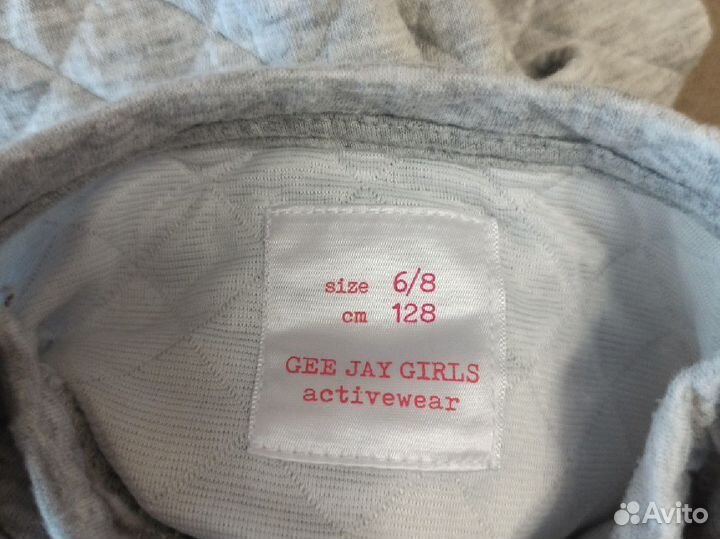 size 6/8
cm 128
GEE JAY GIRLS
activewear
Avito